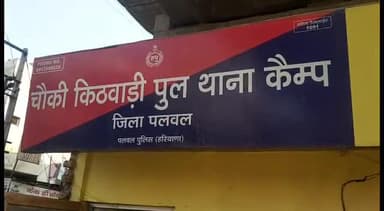 चौकी किठवाड़ी पुल थाना कैम्प
जिला पलवल
पलवल पुलिस (हरियाणा)